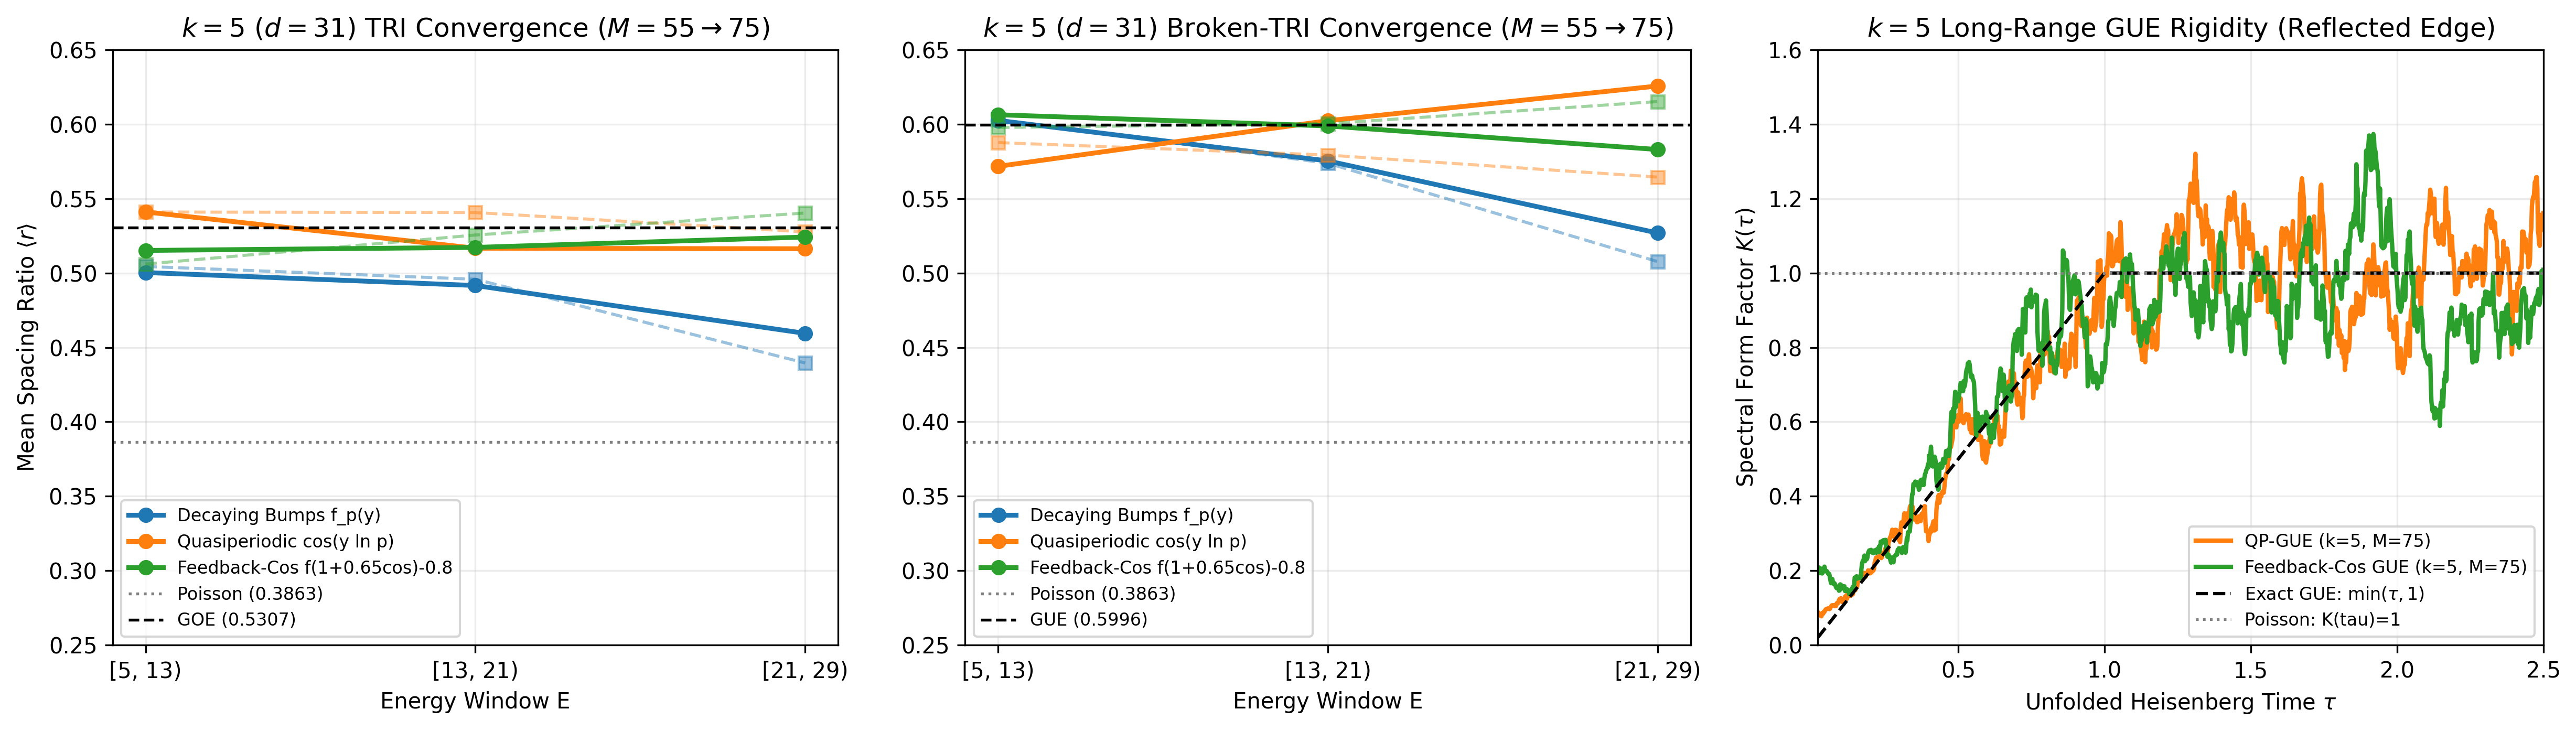 k = 5 (d = 31) TRI Convergence (M = 55→75)
Mean Spacing Ratio ⟨r⟩
0.65
0.60
0.55
0.50
0.45
0.40
0.35
0.30
0.25
Decaying Bumps f_p(y)
Quasiperiodic cos(y ln p)
Feedback-Cos f(1+0.65cos)-0.8
Poisson (0.3863)
GOE (0.5307)
[5, 13)
[13, 21)
[21, 29)
Energy Window E
k = 5 (d = 31) Broken-TRI Convergence (M = 55→75)
0.65
0.60
0.55
0.50
0.45
0.40
0.35
0.30
0.25
Decaying Bumps f_p(y)
Quasiperiodic cos(y ln p)
Feedback-Cos f(1+0.65cos)-0.8
Poisson (0.3863)
GUE (0.5996)
[5, 13)
[13, 21)
[21, 29)
Energy Window E
k = 5 Long-Range GUE Rigidity (Reflected Edge)
Spectral Form Factor K(τ)
1.6
1.4
1.2
1.0
0.8
0.6
0.4
0.2
0.0
QP-GUE (k=5, M=75)
Feedback-Cos GUE (k=5, M=75)
Exact GUE: min(τ, 1)
Poisson: K(tau)=1
0.5
1.0
1.5
2.0
2.5
Unfolded Heisenberg Time τ